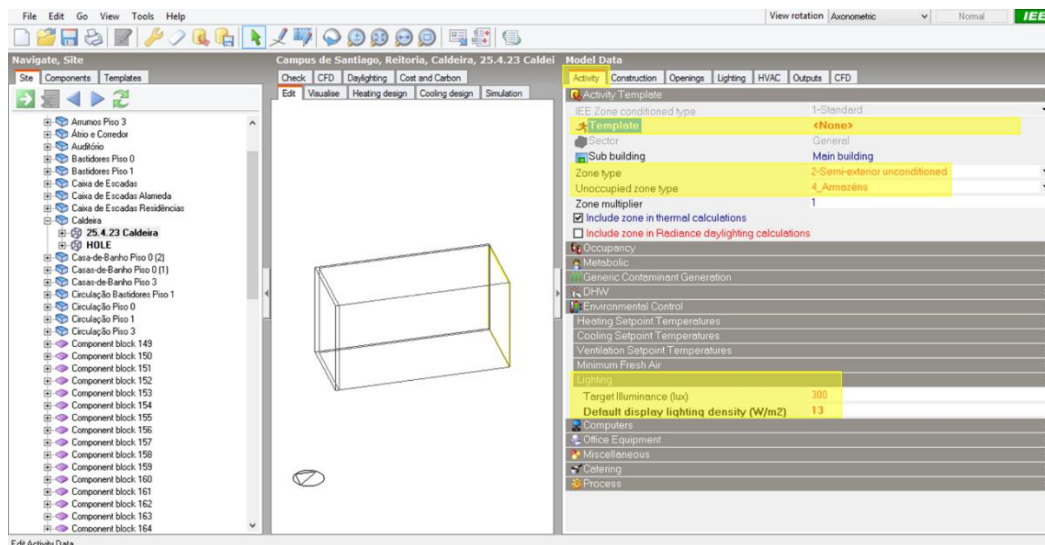 File Edit Go View Tools Help
View rotation Axonometric Normal IEE
Navigate, Site
Site Components Templates
Arrumos Piso 3
Átrio e Corredor
Auditório
Bastidores Piso 0
Bastidores Piso 1
Caixa de Escadas
Caixa de Escadas Alameda
Caixa de Escadas Residências
Caldeira
25.4.23 Caldeira
HOLE
Casa-de-Banho Piso 0 (2)
Casas-de-Banho Piso 0 (1)
Casas-de-Banho Piso 3
Circulação Bastidores Piso 1
Circulação Piso 0
Circulação Piso 1
Circulação Piso 3
Component block 149
Component block 150
Component block 151
Component block 152
Component block 153
Component block 154
Component block 155
Component block 156
Component block 157
Component block 158
Component block 159
Component block 160
Component block 161
Component block 162
Component block 163
Component block 164
Campus de Santiago, Reitoria, Caldeira, 25.4.23 Caldei
Check CFD Daylighting Cost and Carbon
Edit Visualise Heating design Cooling design Simulation
Model Data
Activity Construction Openings Lighting HVAC Outputs CFD
Activity Template
IEE Zone conditioned type 1-Standard
Template <None>
Sector General
Sub building Main building
Zone type 2-Semi-exterior unconditioned
Unoccupied zone type 4_Armazéns
Zone multiplier 1
Include zone in thermal calculations
Include zone in Radiance daylighting calculations
Occupancy
Metabolic
Generic Contaminant Generation
DHW
Environmental Control
Heating Setpoint Temperatures
Cooling Setpoint Temperatures
Ventilation Setpoint Temperatures
Minimum Fresh Air
Lighting
Target Illuminance (lux) 300
Default display lighting density (W/m2) 13
Computers
Office Equipment
Miscellaneous
Catering
Process
Edit Activity Data